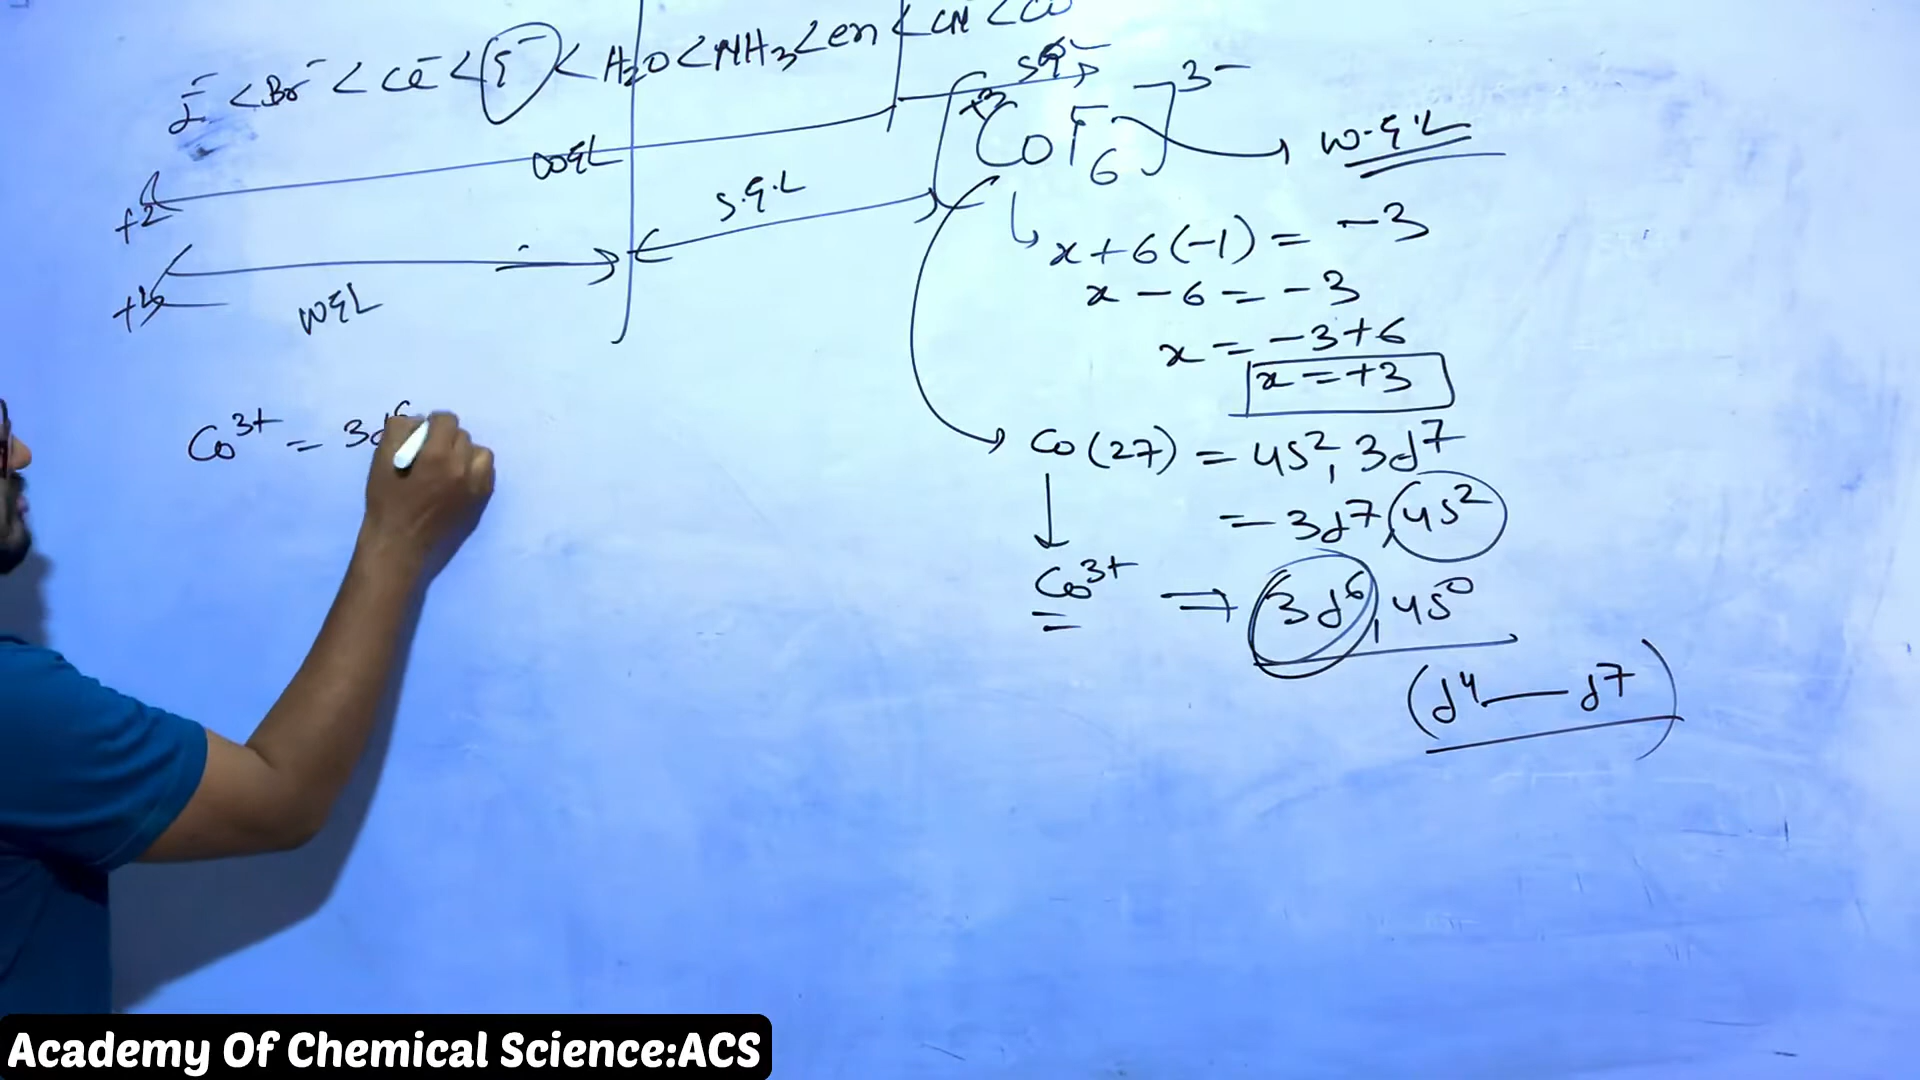 I⁻ < Br⁻ < Cl⁻ < F⁻ < H₂O < NH₃ < en < CN⁻ < CO
+2
WFL
SFL
+3
WFL
S.F.L
[⁺³CoF₆]³⁻ → W.F.L
x + 6(-1) = -3
x - 6 = -3
x = -3 + 6
x = +3
Co³⁺ = 3d⁶
Co (27) = 4s², 3d⁷
= 3d⁷, 4s²
Co³⁺ ⇒ 3d⁶, 4s⁰
(d⁴ — d⁷)
Academy Of Chemical Science:ACS